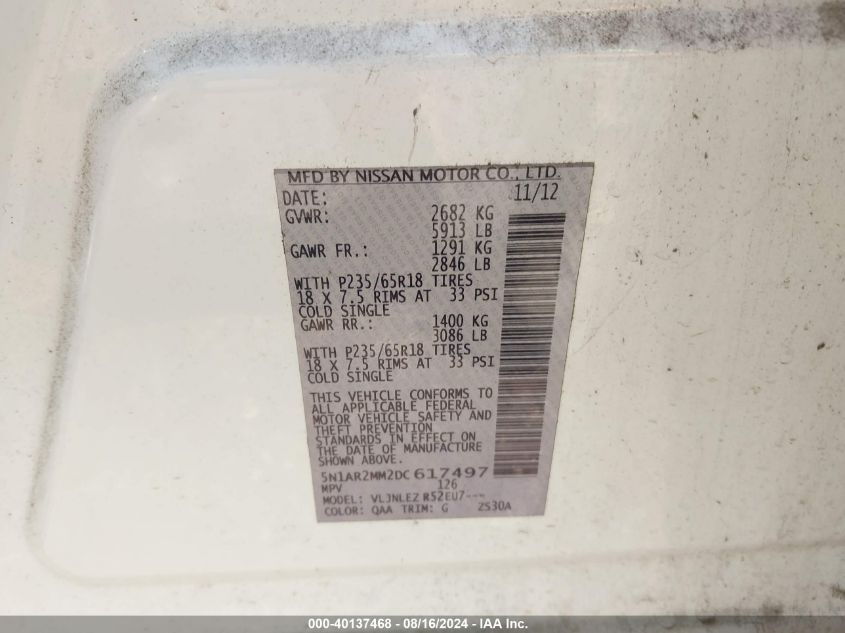 MFD BY NISSAN MOTOR CO., LTD.
DATE: 11/12
GVWR: 2682 KG
5913 LB
GAWR FR.: 1291 KG
2846 LB
WITH P235/65R18 TIRES
18 X 7.5 RIMS AT 33 PSI
COLD SINGLE
GAWR RR.: 1400 KG
3086 LB
WITH P235/65R18 TIRES
18 X 7.5 RIMS AT 33 PSI
COLD SINGLE
THIS VEHICLE CONFORMS TO
ALL APPLICABLE FEDERAL
MOTOR VEHICLE SAFETY AND
THEFT PREVENTION
STANDARDS IN EFFECT ON
THE DATE OF MANUFACTURE
5N1AR2MM2DC617497
MPV 126
MODEL: VLJNLEZ R52EU7---
COLOR: QAA TRIM: G ZS30A
000-40137468 - 08/16/2024 - IAA Inc.